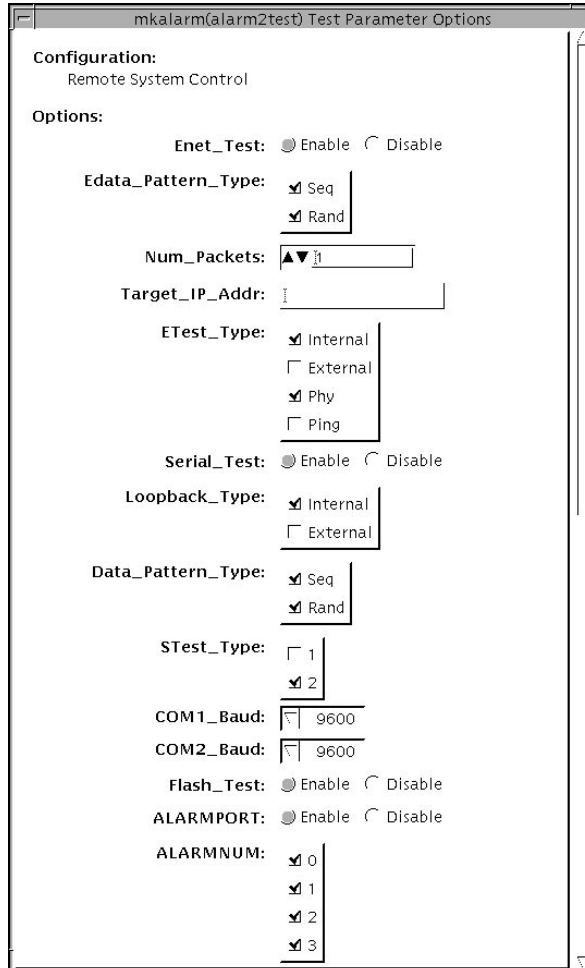 mkalarm(alarm2test) Test Parameter Options
Configuration:
Remote System Control
Options:
Enet_Test: Enable Disable
Edata_Pattern_Type: Seq
Rand
Num_Packets: 1
Target_IP_Addr:
ETest_Type: Internal
External
Phy
Ping
Serial_Test: Enable Disable
Loopback_Type: Internal
External
Data_Pattern_Type: Seq
Rand
STest_Type: 1
2
COM1_Baud: 9600
COM2_Baud: 9600
Flash_Test: Enable Disable
ALARMPORT: Enable Disable
ALARMNUM: 0
1
2
3